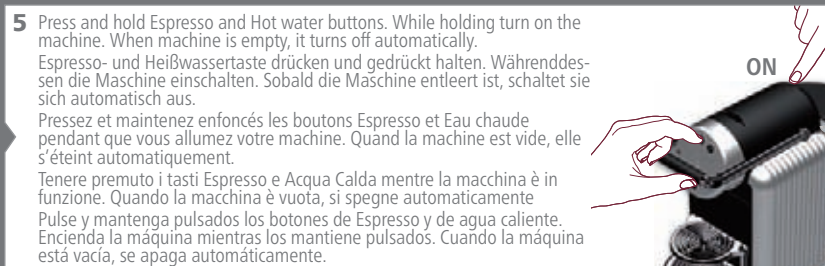 5 Press and hold Espresso and Hot water buttons. While holding turn on the
machine. When machine is empty, it turns off automatically.
Espresso- und Heißwassertaste drücken und gedrückt halten. Währenddes-
sen die Maschine einschalten. Sobald die Maschine entleert ist, schaltet sie
sich automatisch aus.
Pressez et maintenez enfoncés les boutons Espresso et Eau chaude
pendant que vous allumez votre machine. Quand la machine est vide, elle
s’éteint automatiquement.
Tenere premuto i tasti Espresso e Acqua Calda mentre la macchina è in
funzione. Quando la macchina è vuota, si spegne automaticamente
Pulse y mantenga pulsados los botones de Espresso y de agua caliente.
Encienda la máquina mientras los mantiene pulsados. Cuando la máquina
está vacía, se apaga automáticamente.
ON